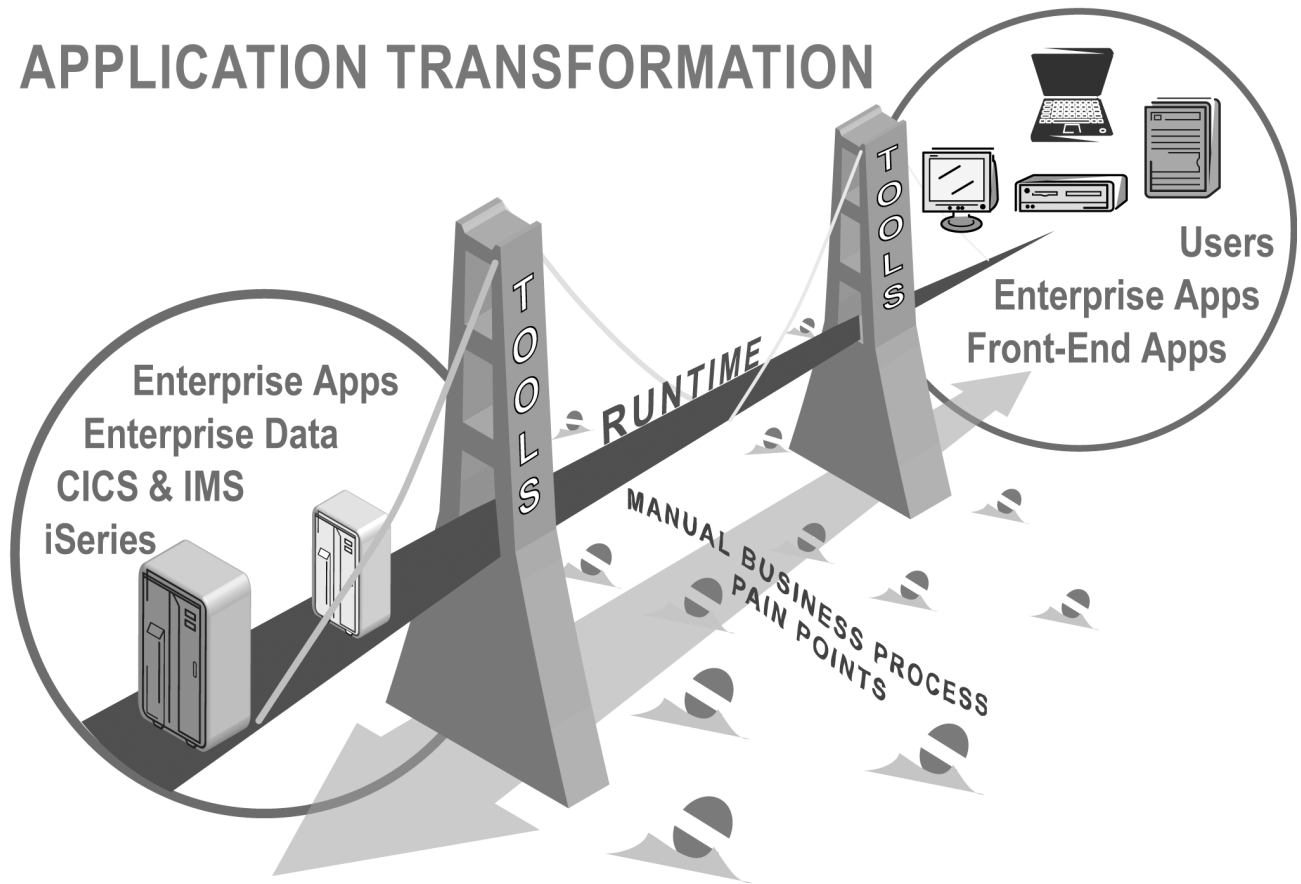 APPLICATION TRANSFORMATION
TOOLS
Users
Enterprise Apps
Front-End Apps
TOOLS
RUNTIME
Enterprise Apps
Enterprise Data
CICS & IMS
iSeries
MANUAL BUSINESS PROCESS
PAIN POINTS